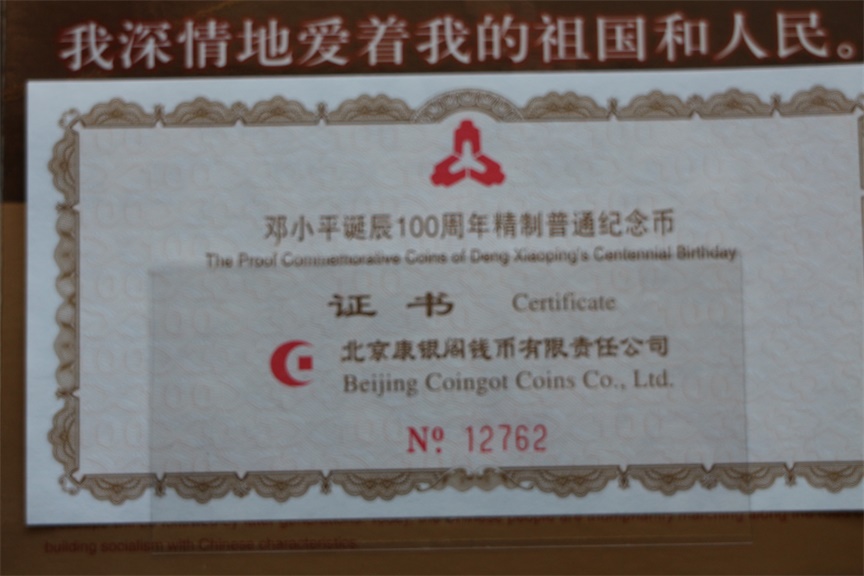 我深情地爱着我的祖国和人民。
邓小平诞辰100周年精制普通纪念币
The Proof Commemorative Coins of Deng Xiaoping's Centennial Birthday
证书 Certificate
北京康银阁钱币有限责任公司
Beijing Coingot Coins Co., Ltd.
Nº 12762
building socialism with Chinese characteristics.